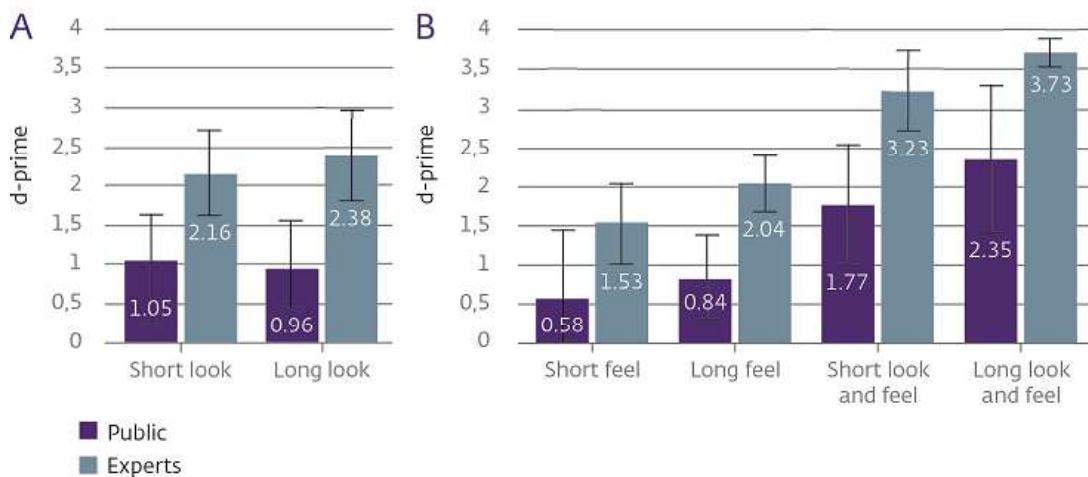 A
d-prime
4
3,5
3
2,5
2
1,5
1
0,5
0
1.05
2.16
0.96
2.38
Short look
Long look
B
d-prime
4
3,5
3
2,5
2
1,5
1
0,5
0
0.58
1.53
0.84
2.04
1.77
3.23
2.35
3.73
Short feel
Long feel
Short look
and feel
Long look
and feel
Public
Experts